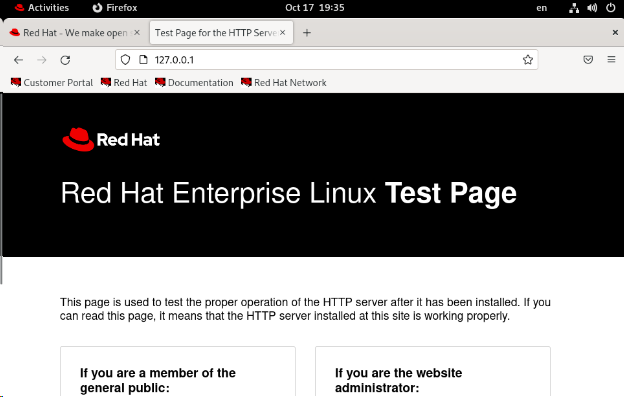 Activities Firefox Oct 17 19:35 en
Red Hat - We make open Test Page for the HTTP Serve
127.0.0.1
Customer Portal Red Hat Documentation Red Hat Network
Red Hat
Red Hat Enterprise Linux Test Page
This page is used to test the proper operation of the HTTP server after it has been installed. If you
can read this page, it means that the HTTP server installed at this site is working properly.
If you are a member of the
general public:
If you are the website
administrator: